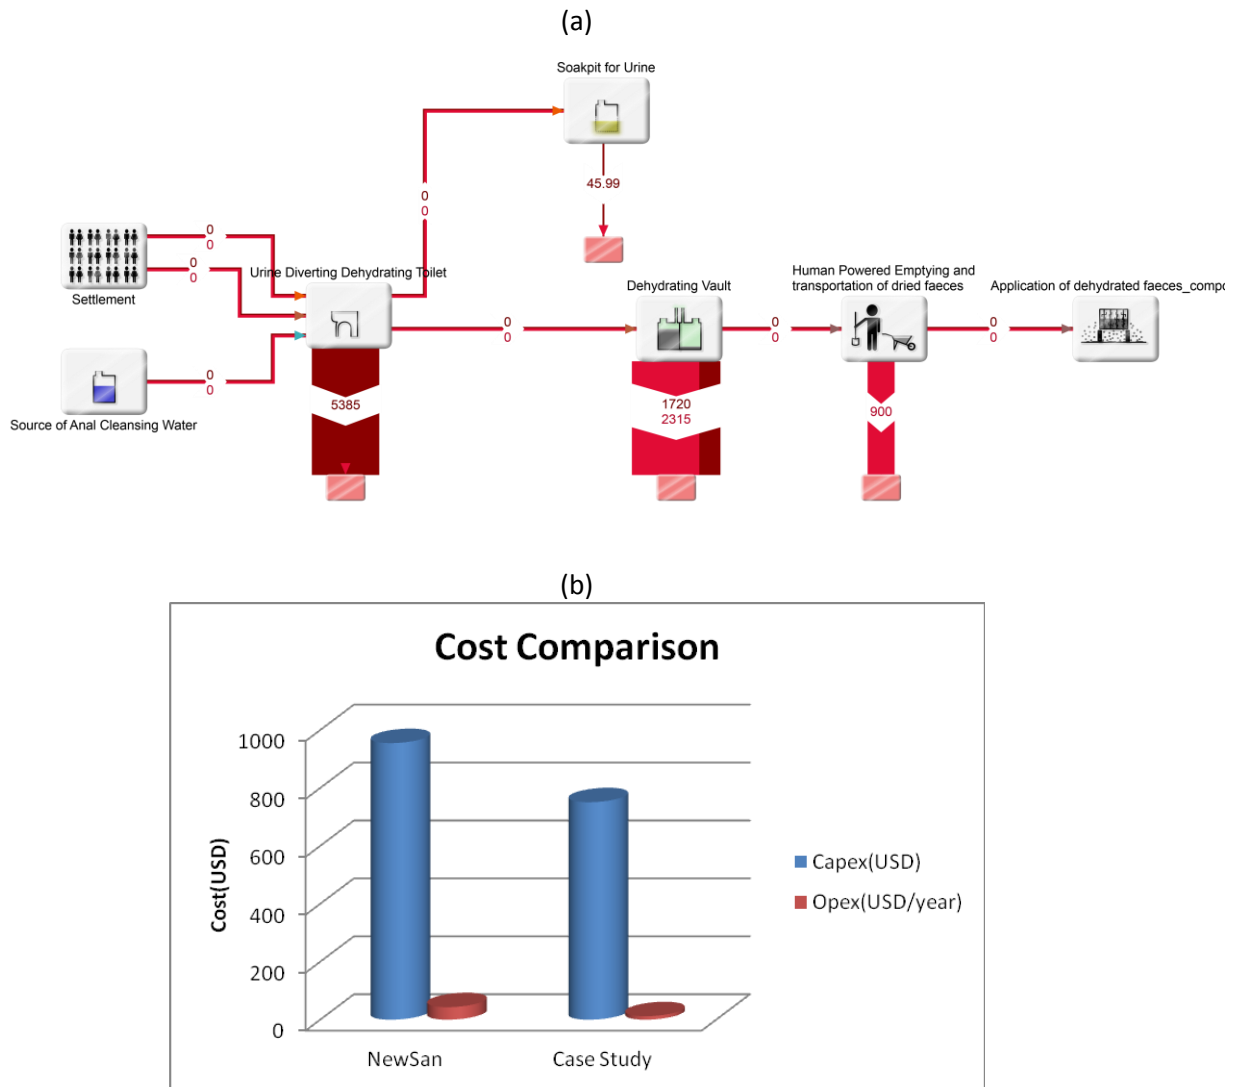 (a)
Soakpit for Urine
45.99
0
0
0
0
0
0
Settlement
Urine Diverting Dehydrating Toilet
Dehydrating Vault
Human Powered Emptying and
transportation of dried faeces
Application of dehydrated faeces_compo
0
0
0
0
0
0
0
0
Source of Anal Cleansing Water
5385
1720
2315
900
(b)
Cost Comparison
1000
800
600
400
200
0
Cost(USD)
NewSan
Case Study
Capex(USD)
Opex(USD/year)